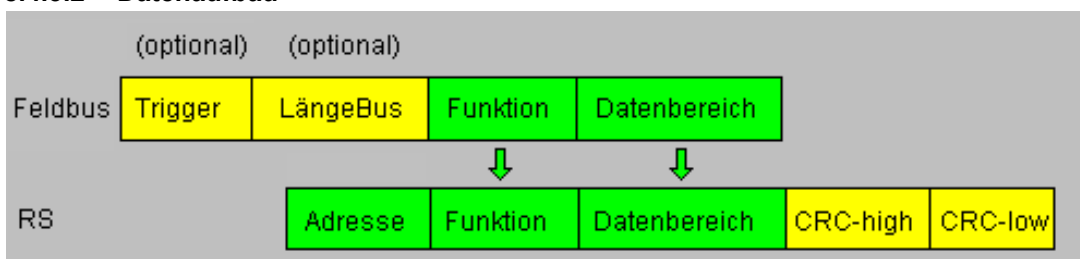 (optional) (optional)
Feldbus Trigger LängeBus Funktion Datenbereich
RS Adresse Funktion Datenbereich CRC-high CRC-low